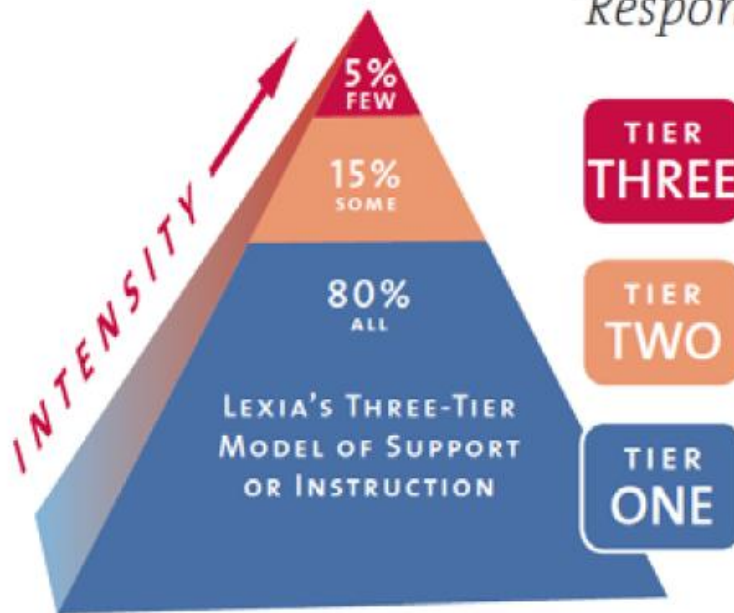 5%
FEW
15%
SOME
80%
ALL
LEXIA'S THREE-TIER
MODEL OF SUPPORT
OR INSTRUCTION
INTENSITY
TIER
THREE
TIER
TWO
TIER
ONE